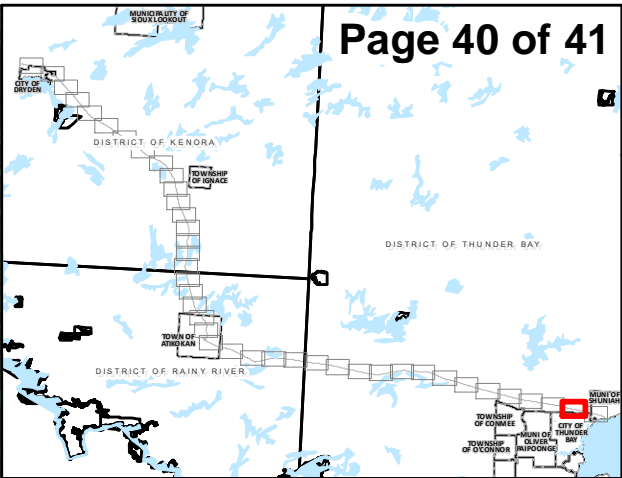 MUNICIPALITY OF
SIOUX LOOKOUT
Page 40 of 41
CITY OF
DRYDEN
DISTRICT OF KENORA
TOWNSHIP
OF IGNACE
DISTRICT OF THUNDER BAY
TOWN OF
ATIKOKAN
DISTRICT OF RAINY RIVER
MUNI OF
SHUNIAH
TOWNSHIP
OF CONMEE
CITY OF
THUNDER
BAY
MUNI OF
OLIVER
PAIPOONGE
TOWNSHIP
OF O'CONNOR